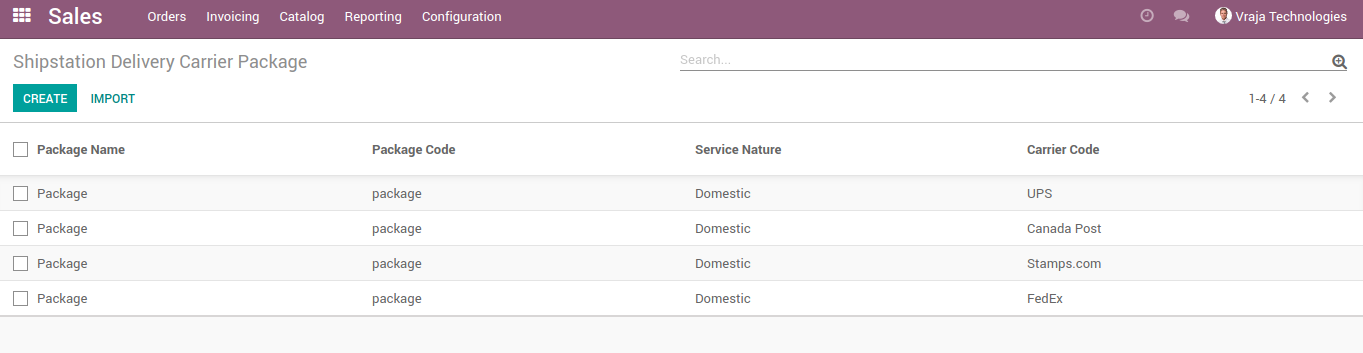 Sales Orders Invoicing Catalog Reporting Configuration Vraja Technologies
Shipstation Delivery Carrier Package Search...
CREATE IMPORT 1-4 / 4
Package Name Package Code Service Nature Carrier Code
Package package Domestic UPS
Package package Domestic Canada Post
Package package Domestic Stamps.com
Package package Domestic FedEx